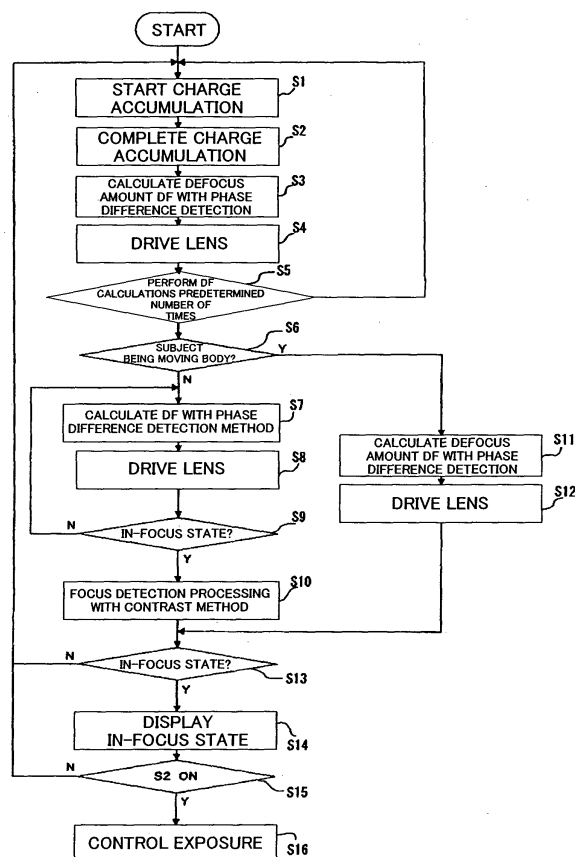 START
START CHARGE
ACCUMULATION
S1
COMPLETE CHARGE
ACCUMULATION
S2
CALCULATE DEFOCUS
AMOUNT DF WITH PHASE
DIFFERENCE DETECTION
S3
DRIVE LENS
S4
PERFORM DF
CALCULATIONS PREDETERMINED
NUMBER OF
TIMES
S5
SUBJECT
BEING MOVING BODY?
S6
Y
N
CALCULATE DF WITH PHASE
DIFFERENCE DETECTION METHOD
S7
DRIVE LENS
S8
IN-FOCUS STATE?
S9
N
Y
FOCUS DETECTION PROCESSING
WITH CONTRAST METHOD
S10
CALCULATE DEFOCUS
AMOUNT DF WITH PHASE
DIFFERENCE DETECTION
S11
DRIVE LENS
S12
IN-FOCUS STATE?
S13
N
Y
DISPLAY
IN-FOCUS STATE
S14
S2 ON
S15
N
Y
CONTROL EXPOSURE
S16